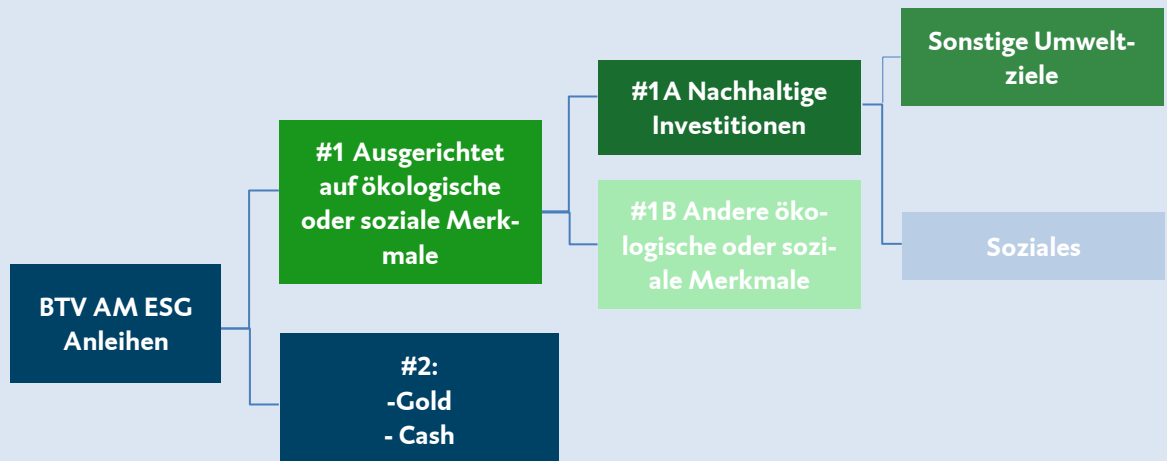 BTV AM ESG
Anleihen
#1 Ausgerichtet
auf ökologische
oder soziale Merk-
male
#2:
-Gold
- Cash
#1A Nachhaltige
Investitionen
#1B Andere öko-
logische oder sozi-
ale Merkmale
Sonstige Umwelt-
ziele
Soziales